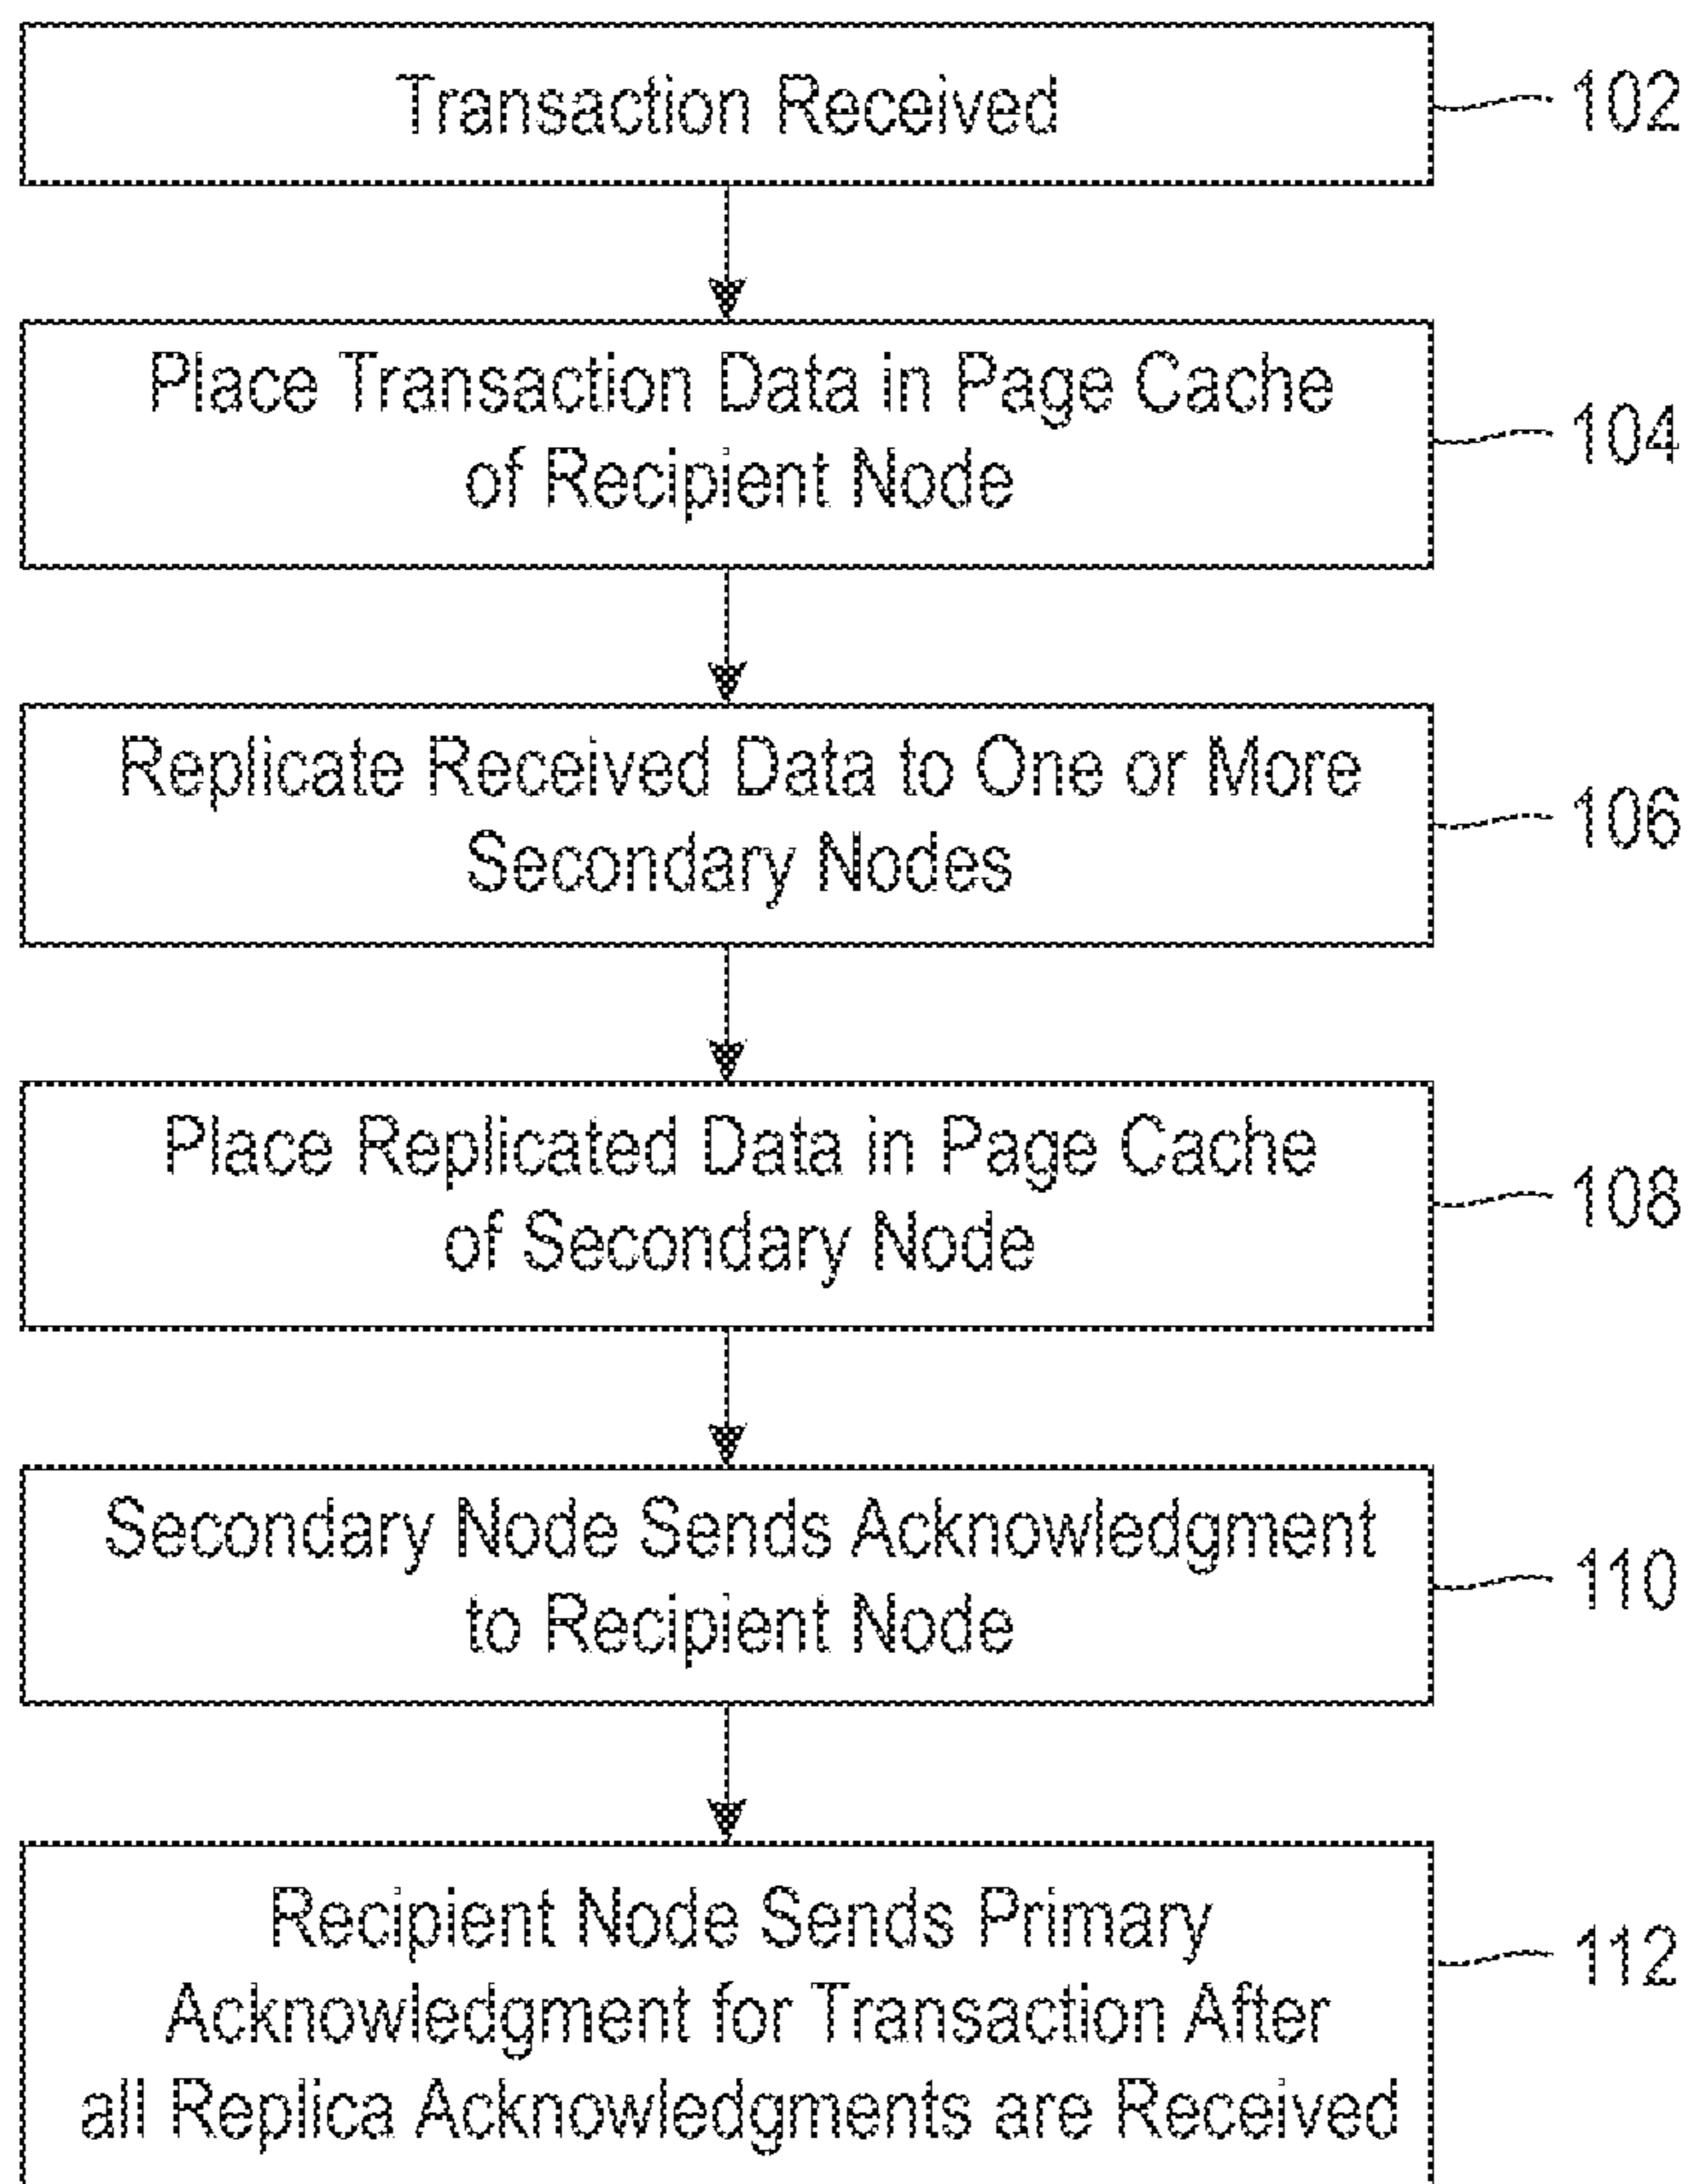 Transaction Received
102
Place Transaction Data in Page Cache
of Recipient Node
104
Replicate Received Data to One or More
Secondary Nodes
106
Place Replicated Data in Page Cache
of Secondary Node
108
Secondary Node Sends Acknowledgment
to Recipient Node
110
Recipient Node Sends Primary
Acknowledgment for Transaction After
all Replica Acknowledgments are Received
112